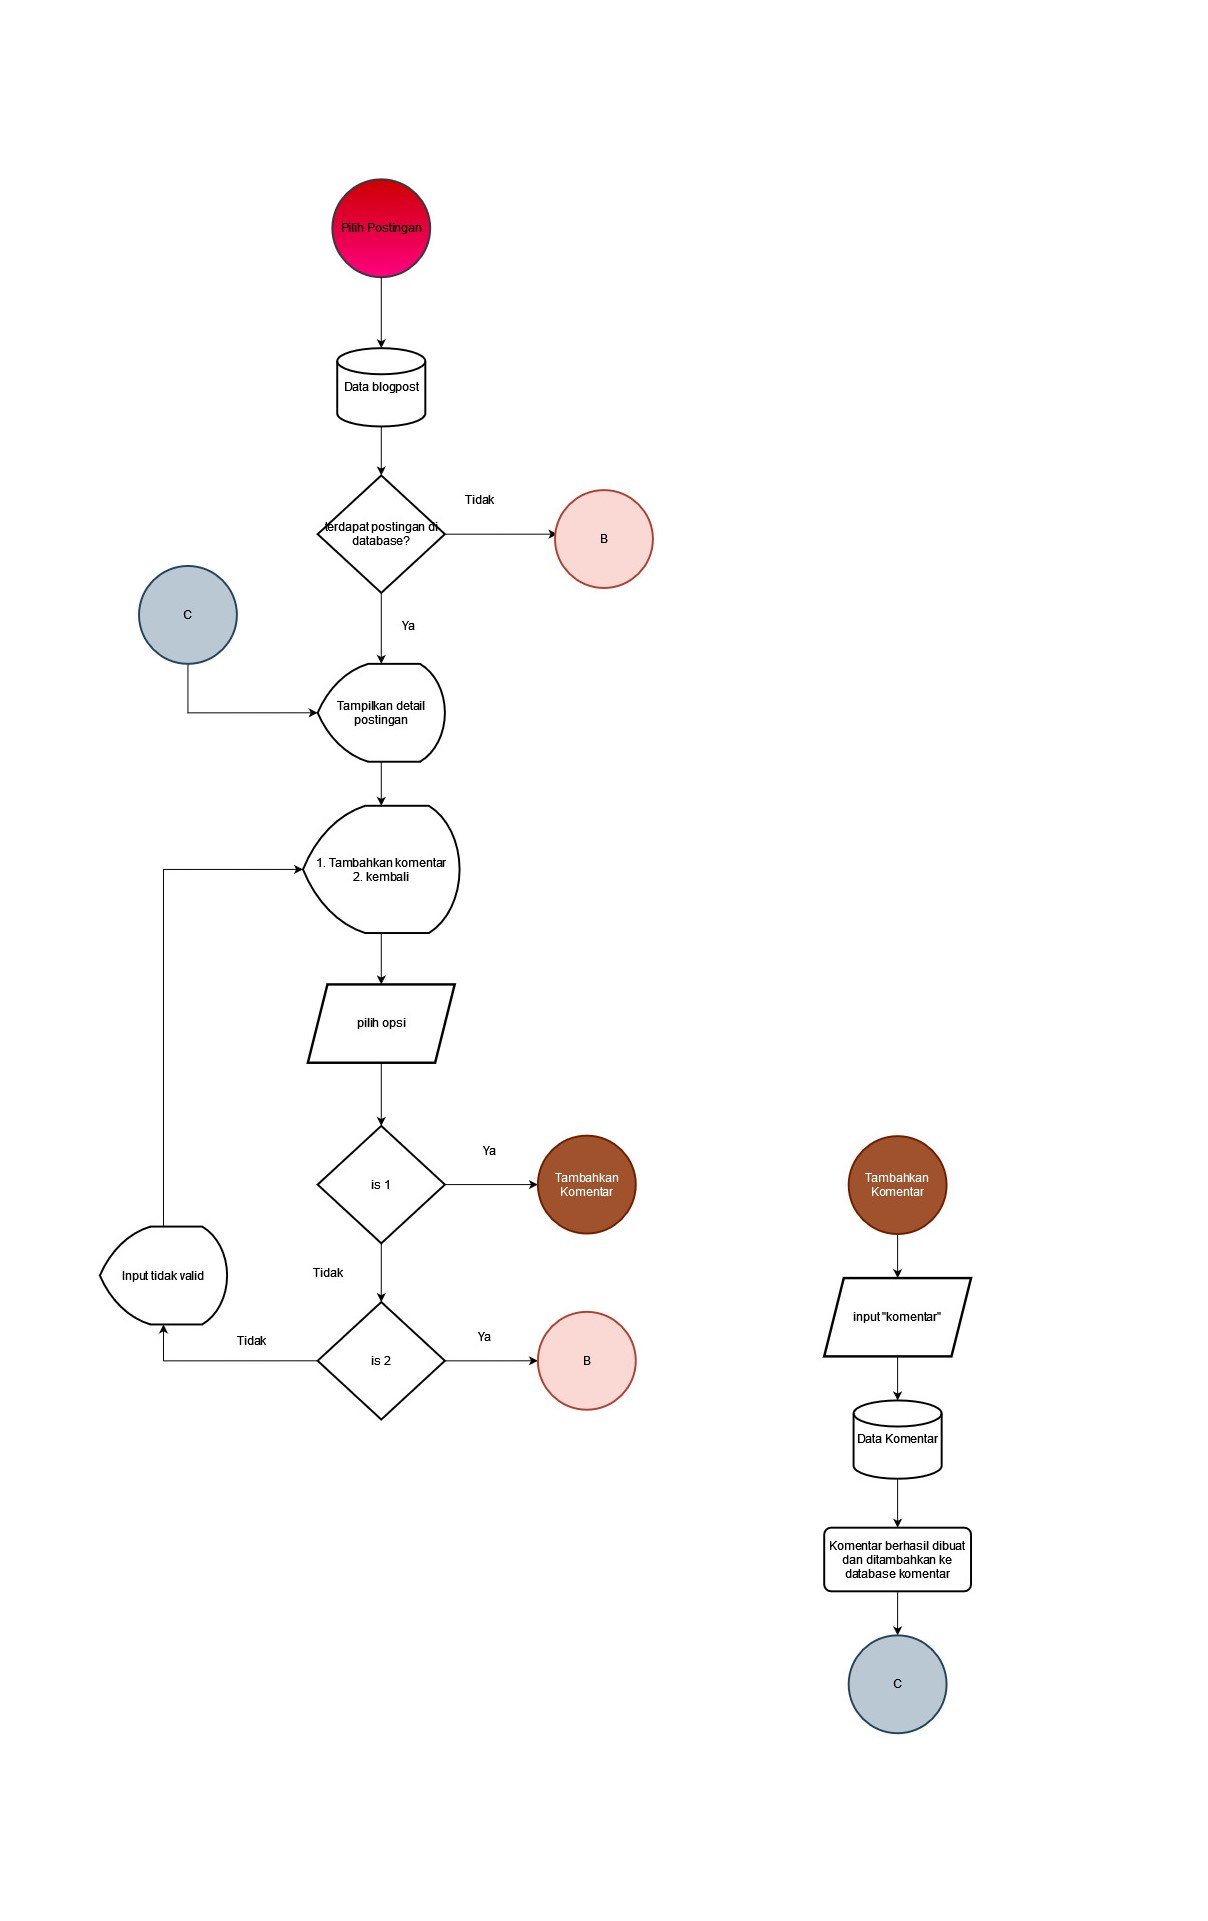 Pilih Postingan
Data blogpost
terdapat postingan di
database?
Tidak
B
Ya
C
Tampilkan detail
postingan
1. Tambahkan komentar
2. kembali
pilih opsi
is 1
Ya
Tambahkan
Komentar
Tidak
is 2
Ya
B
Tidak
Input tidak valid
Tambahkan
Komentar
input "komentar"
Data Komentar
Komentar berhasil dibuat
dan ditambahkan ke
database komentar
C